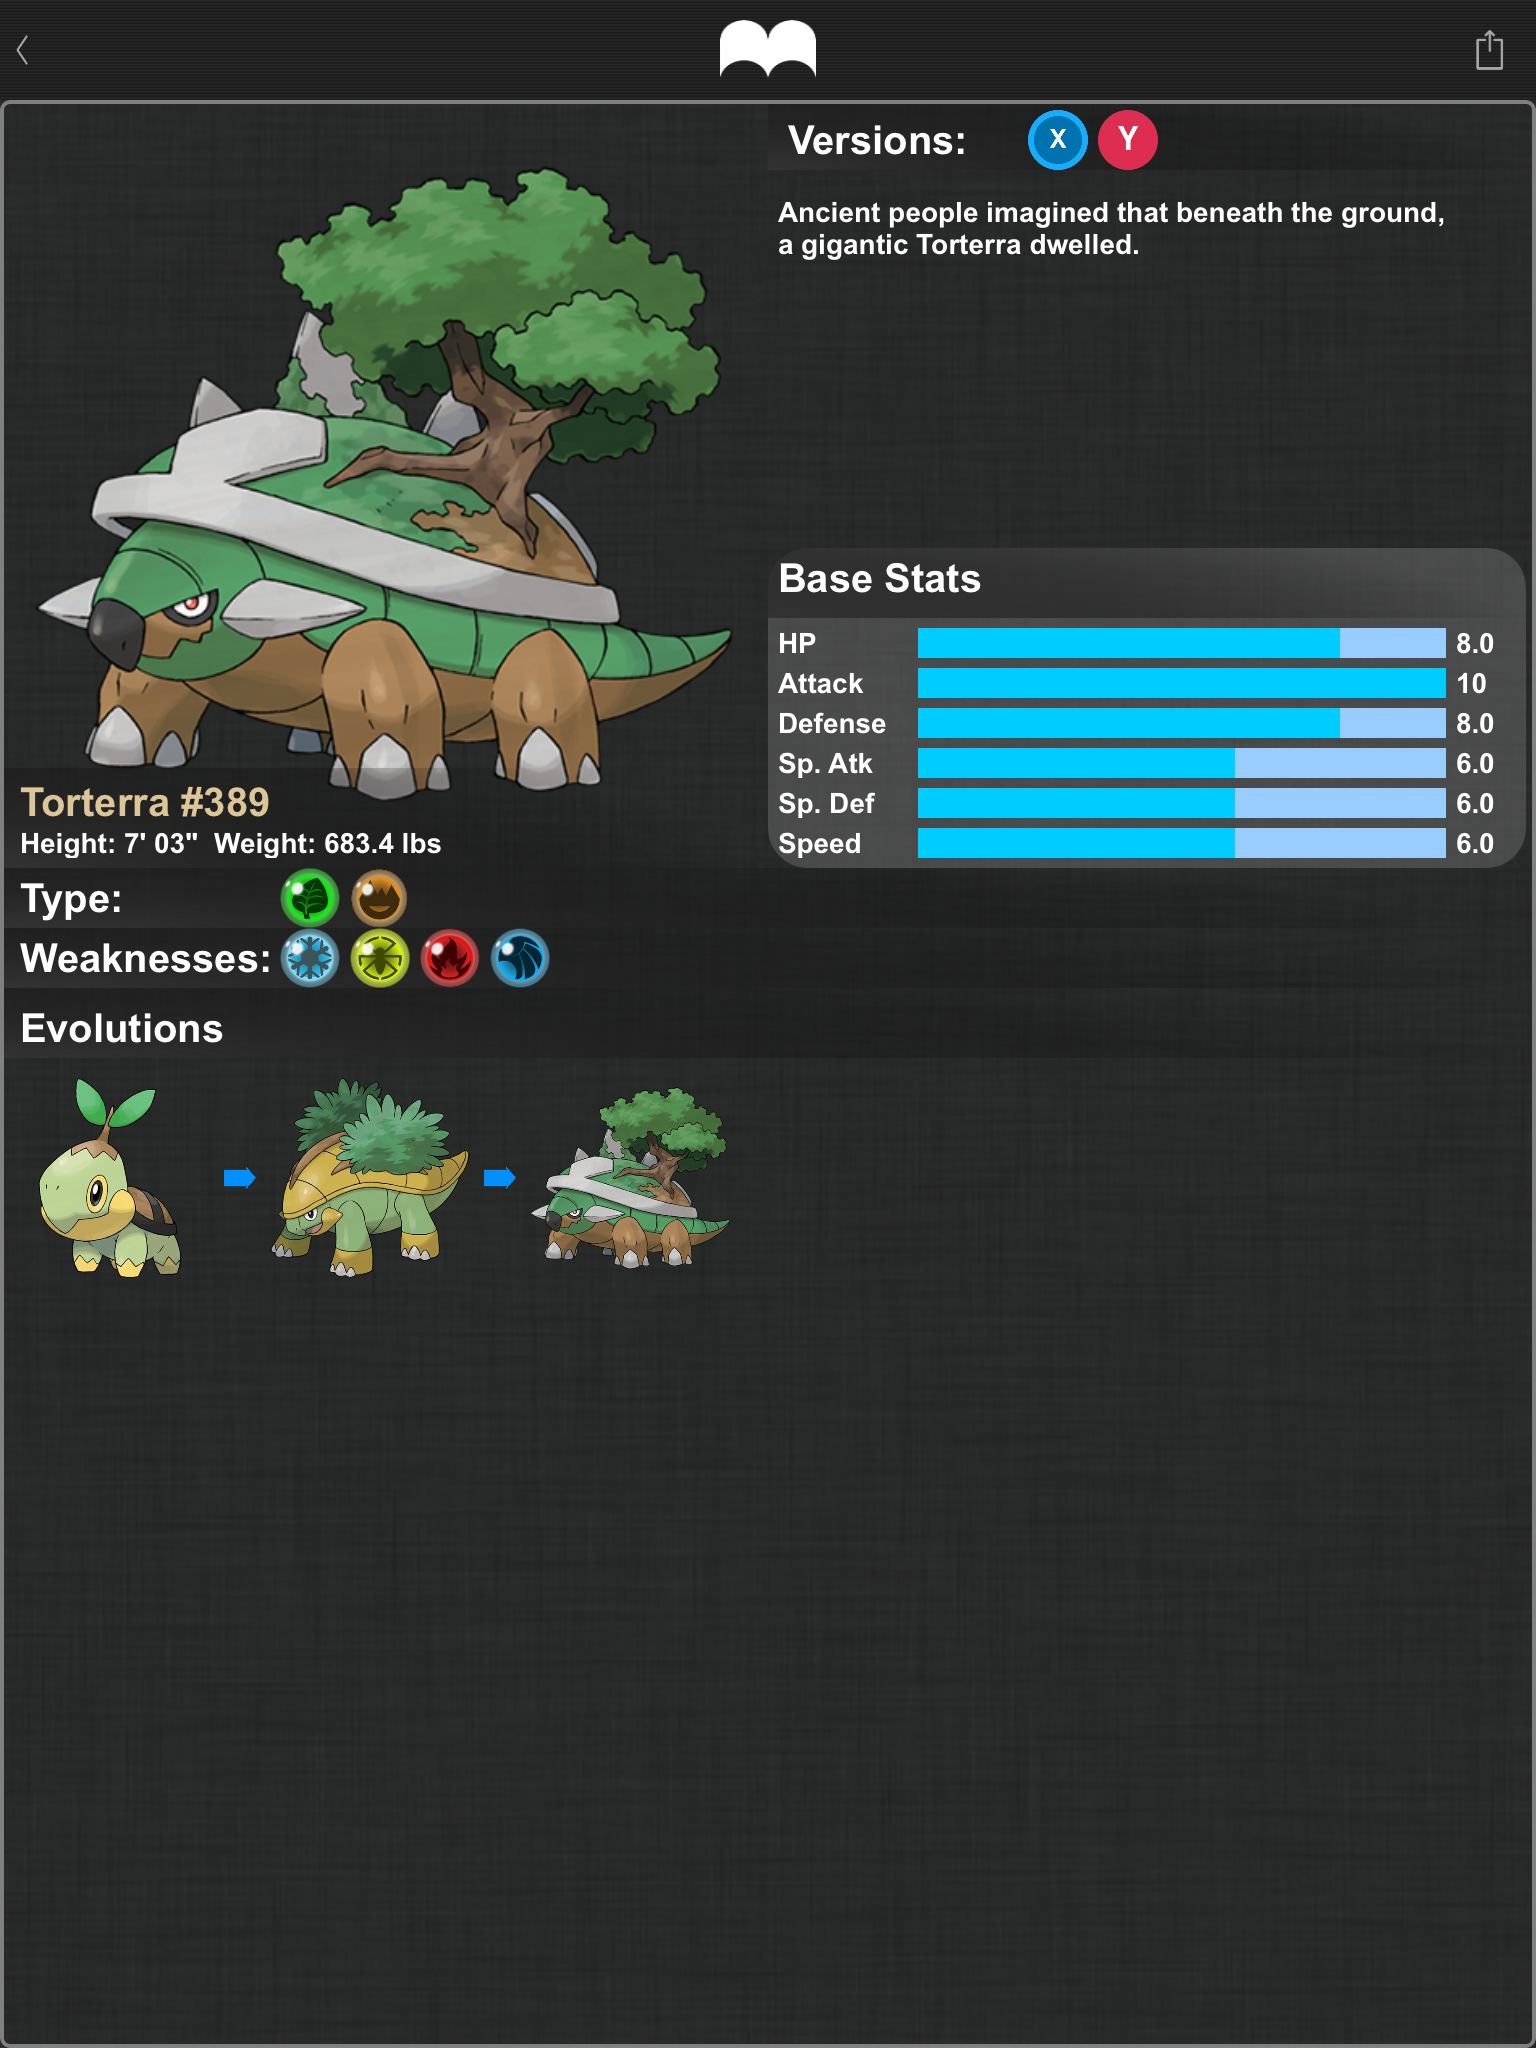 Versions: X Y
Ancient people imagined that beneath the ground,
a gigantic Torterra dwelled.
Base Stats
HP 8.0
Attack 10
Defense 8.0
Sp. Atk 6.0
Sp. Def 6.0
Speed 6.0
Torterra #389
Height: 7' 03" Weight: 683.4 lbs
Type:
Weaknesses:
Evolutions